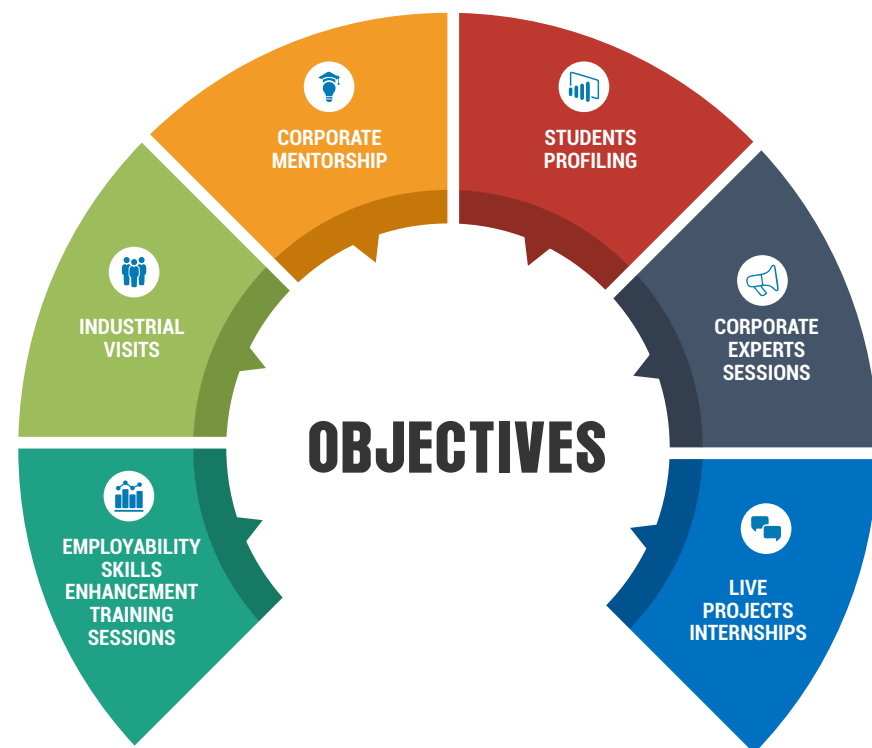 CORPORATE
MENTORSHIP
STUDENTS
PROFILING
INDUSTRIAL
VISITS
CORPORATE
EXPERTS
SESSIONS
OBJECTIVES
EMPLOYABILITY
SKILLS
ENHANCEMENT
TRAINING
SESSIONS
LIVE
PROJECTS
INTERNSHIPS